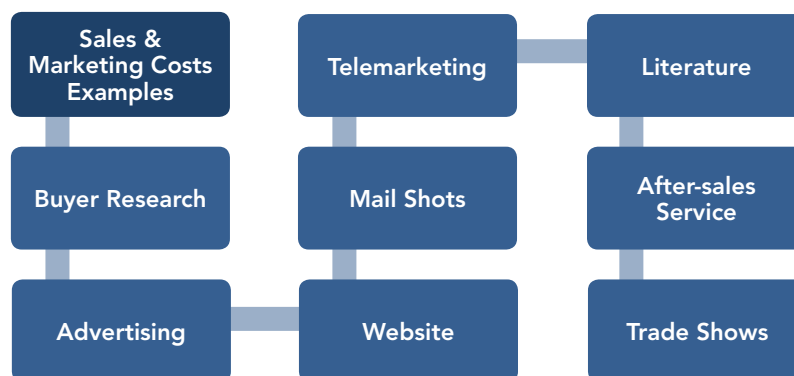 Sales &
Marketing Costs
Examples
Buyer Research
Advertising
Website
Mail Shots
Telemarketing
Literature
After-sales
Service
Trade Shows